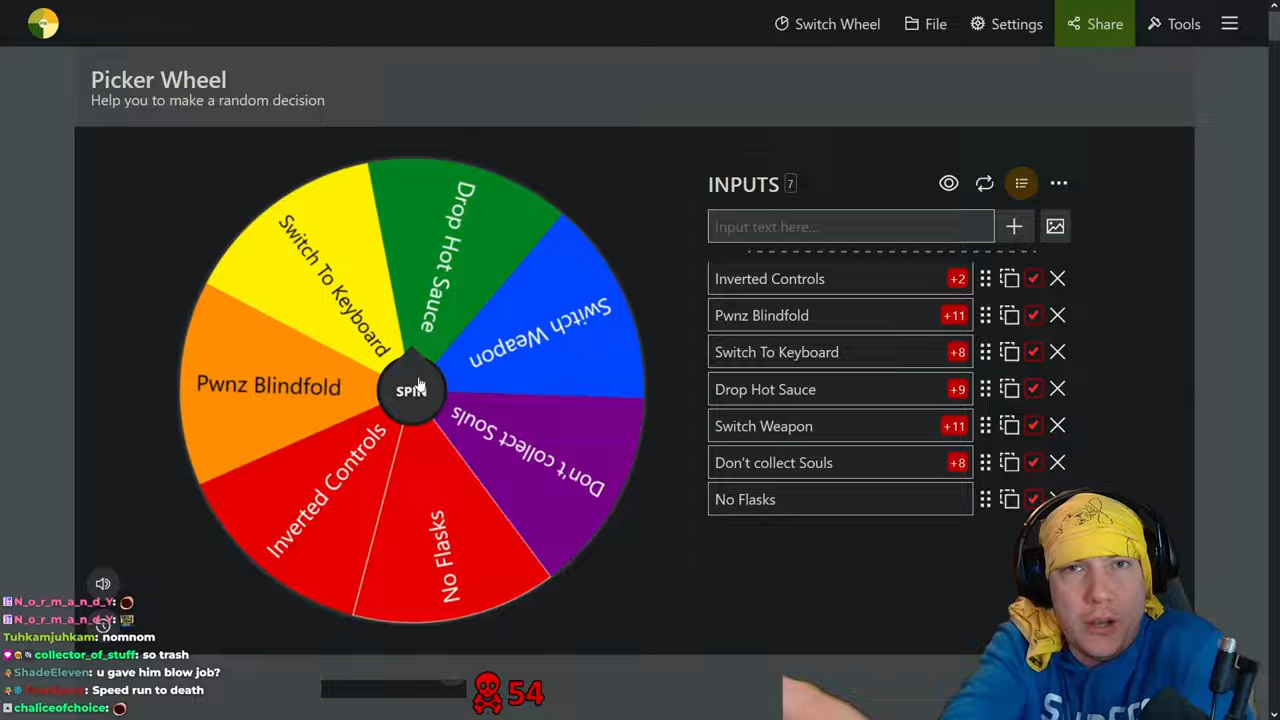 Switch Wheel
File
Settings
Share
Tools
Picker Wheel
Help you to make a random decision
Switch To Keyboard
Drop Hot Sauce
Switch Weapon
Pwnz Blindfold
SPIN
Don't collect Souls
Inverted Controls
No Flasks
INPUTS 7
Input text here...
Inverted Controls +2
Pwnz Blindfold +11
Switch To Keyboard +8
Drop Hot Sauce +9
Switch Weapon +11
Don't collect Souls +8
No Flasks
N_o_r_m_a_n_d_Y:
N_o_r_m_a_n_d_Y:
Tuhkamjuhkam: nomnom
collector_of_stuff: so trash
ShadeEleven: u gave him blow job?
Speed run to death
chaliceofchoice:
54